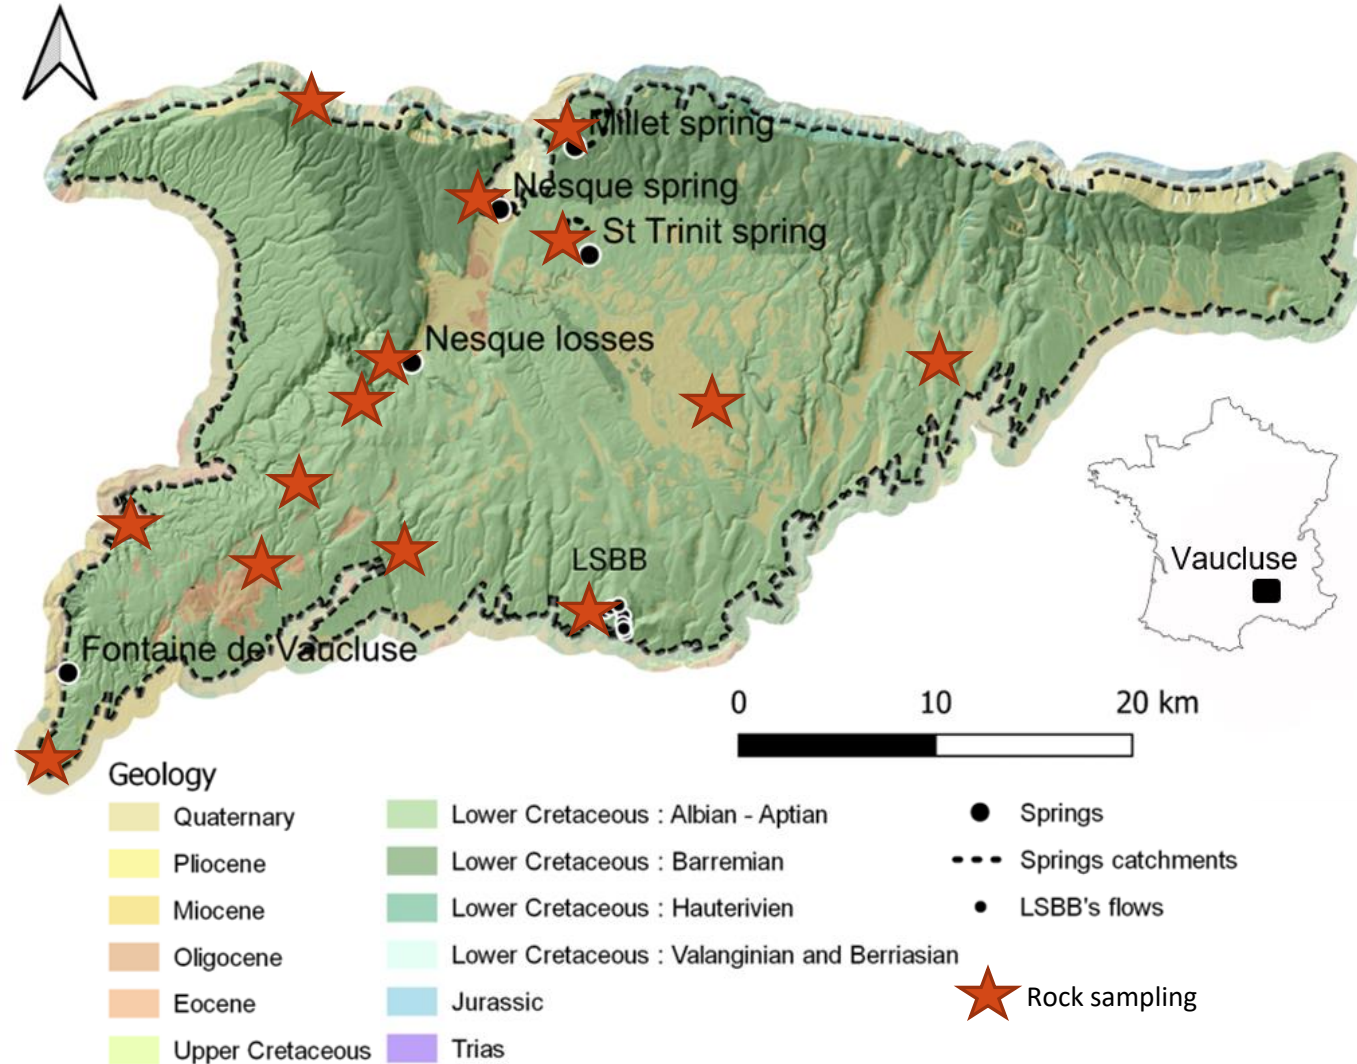 Millet spring
Nesque spring
St Trinit spring
Nesque losses
LSBB
Vaucluse
Fontaine de Vaucluse
0 10 20 km
Geology
Quaternary
Pliocene
Miocene
Oligocene
Eocene
Upper Cretaceous
Lower Cretaceous : Albian - Aptian
Lower Cretaceous : Barremian
Lower Cretaceous : Hauterivien
Lower Cretaceous : Valanginian and Berriasian
Jurassic
Trias
Springs
Springs catchments
LSBB's flows
Rock sampling